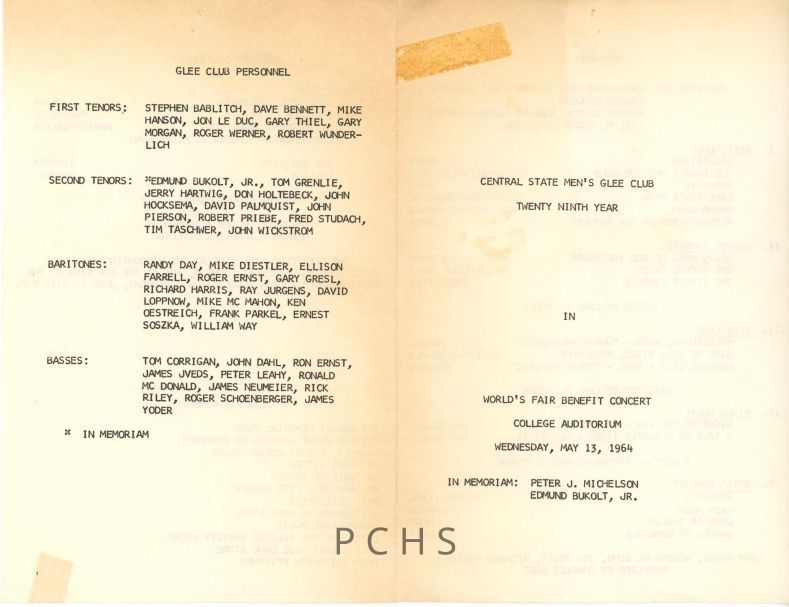 GLEE CLUB PERSONNEL
FIRST TENORS: STEPHEN BABLITCH, DAVE BENNETT, MIKE
HANSON, JON LE DUC, GARY THIEL, GARY
MORGAN, ROGER WERNER, ROBERT WUNDER-
LICH
SECOND TENORS: *EDMUND BUKOLT, JR., TOM GRENLIE,
JERRY HARTWIG, DON HOLTEBECK, JOHN
HOCKSEMA, DAVID PALMQUIST, JOHN
PIERSON, ROBERT PRIEBE, FRED STUDACH,
TIM TASCHWER, JOHN WICKSTROM
BARITONES: RANDY DAY, MIKE DIESTLER, ELLISON
FARRELL, ROGER ERNST, GARY GRESL,
RICHARD HARRIS, RAY JURGENS, DAVID
LOPPNOW, MIKE MC MAHON, KEN
OESTREICH, FRANK PARKEL, ERNEST
SOSZKA, WILLIAM WAY
BASSES: TOM CORRIGAN, JOHN DAHL, RON ERNST,
JAMES JVEDS, PETER LEAHY, RONALD
MC DONALD, JAMES NEUMEIER, RICK
RILEY, ROGER SCHOENBERGER, JAMES
YODER
* IN MEMORIAM
CENTRAL STATE MEN'S GLEE CLUB
TWENTY NINTH YEAR
IN
WORLD'S FAIR BENEFIT CONCERT
COLLEGE AUDITORIUM
WEDNESDAY, MAY 13, 1964
IN MEMORIAM: PETER J. MICHELSON
EDMUND BUKOLT, JR.
PCHS